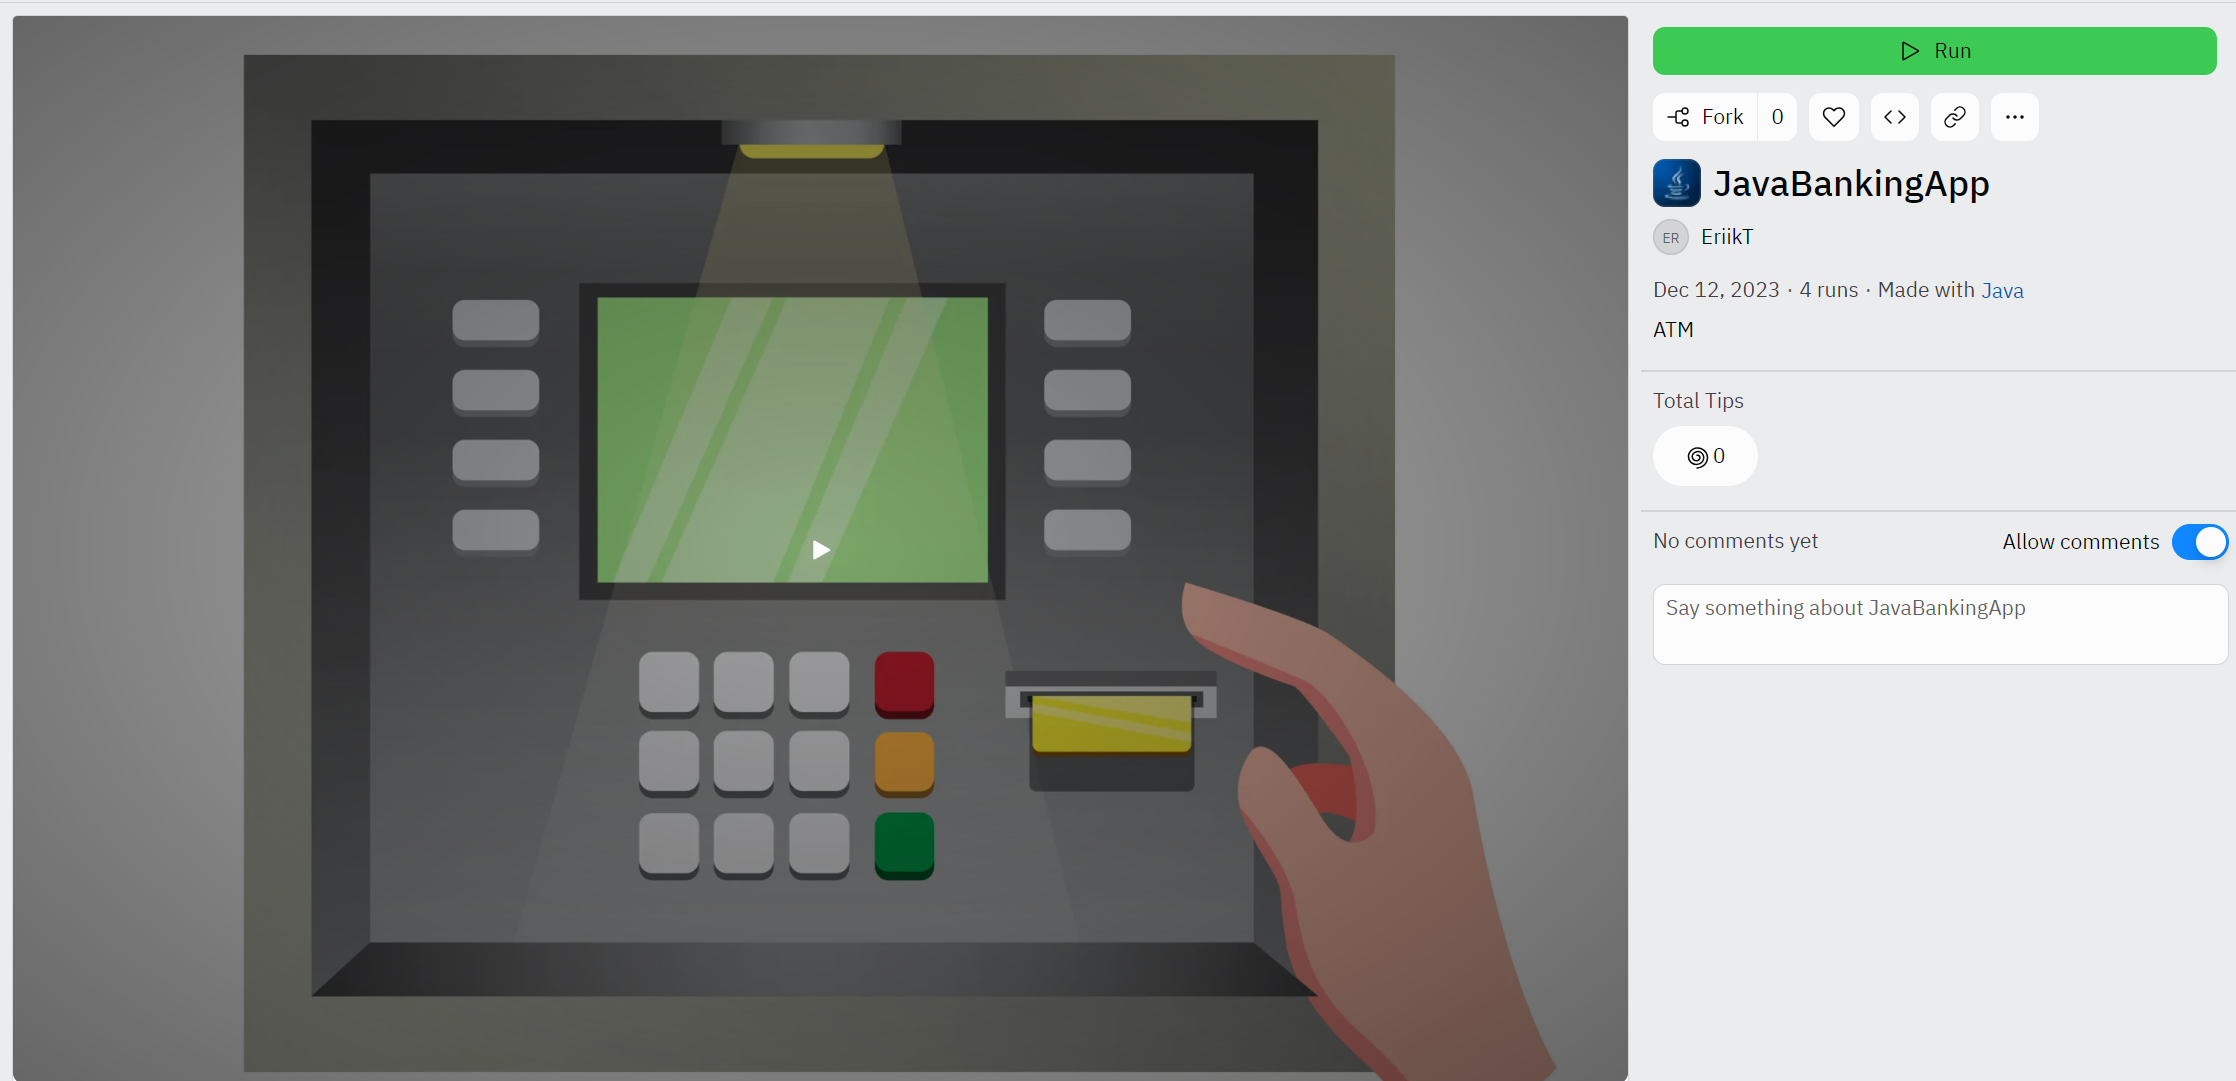 Run
Fork 0
JavaBankingApp
ER EriikT
Dec 12, 2023 · 4 runs · Made with Java
ATM
Total Tips
0
No comments yet Allow comments
Say something about JavaBankingApp